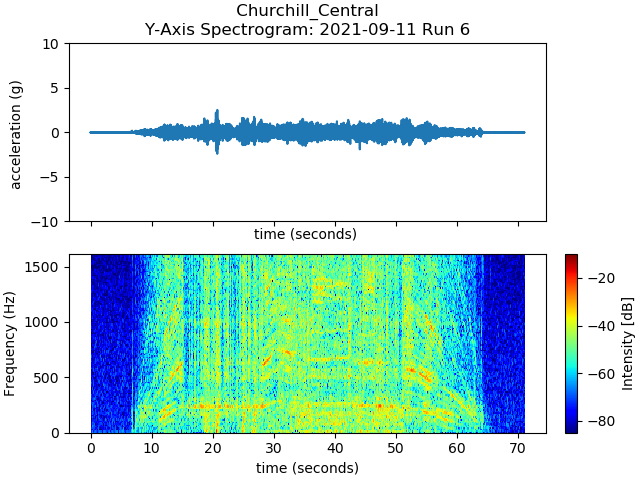 Churchill_Central
Y-Axis Spectrogram: 2021-09-11 Run 6
acceleration (g)
10
5
0
−5
−10
time (seconds)
Frequency (Hz)
1500
1000
500
0
0 10 20 30 40 50 60 70
time (seconds)
−20
−40
−60
−80
Intensity [dB]